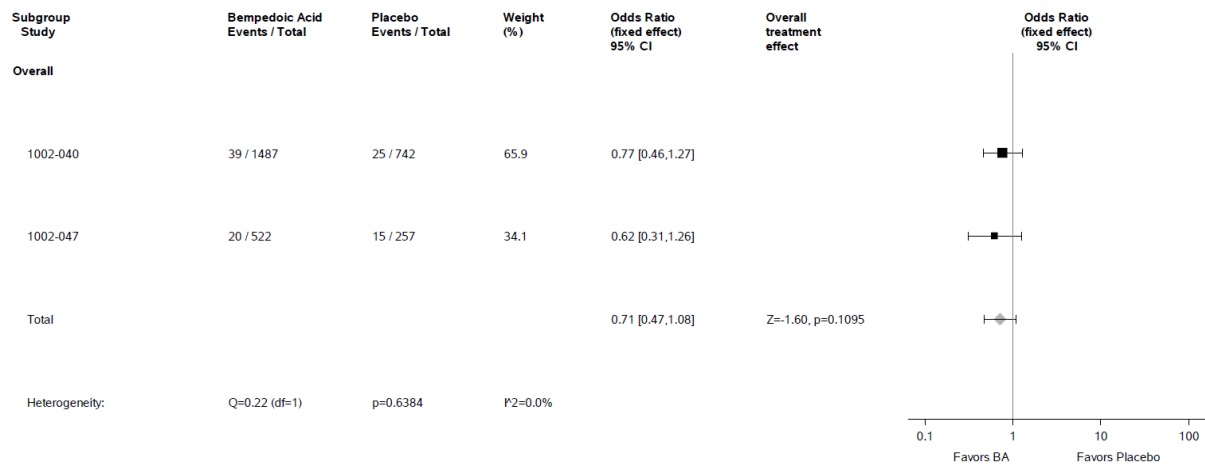 Subgroup Bempedoic Acid Placebo Weight Odds Ratio Overall Odds Ratio
Study Events / Total Events / Total (%) (fixed effect) treatment (fixed effect)
95% CI effect 95% CI
Overall
1002-040 39 / 1487 25 / 742 65.9 0.77 [0.46,1.27]
1002-047 20 / 522 15 / 257 34.1 0.62 [0.31,1.26]
Total 0.71 [0.47,1.08] Z=-1.60, p=0.1095
Heterogeneity: Q=0.22 (df=1) p=0.6384 I^2=0.0%
0.1 1 10 100
Favors BA Favors Placebo